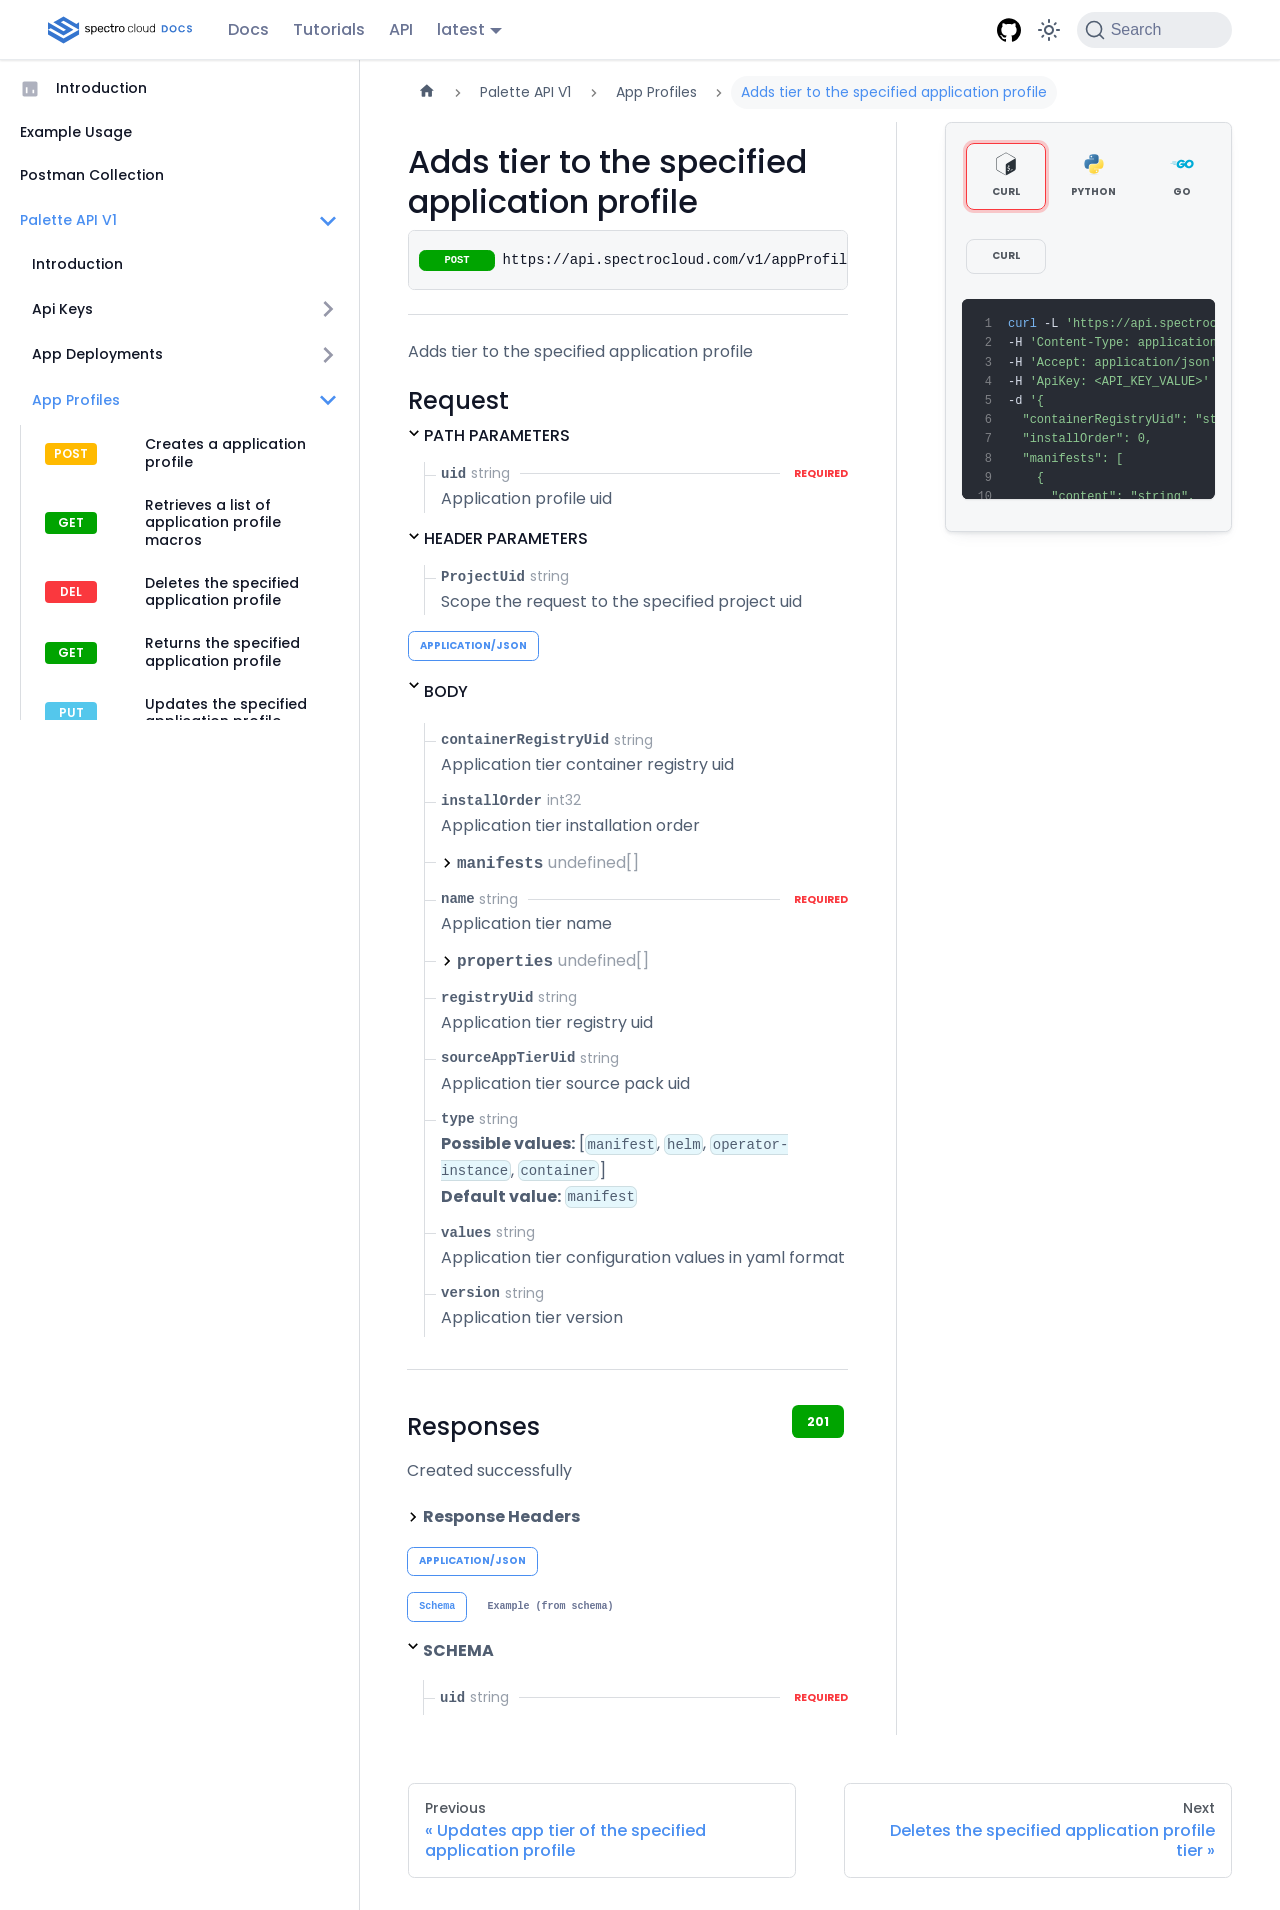 spectro cloud DOCS
Docs
Tutorials
API
latest
Search
Introduction
Example Usage
Postman Collection
Palette API V1
Introduction
Api Keys
App Deployments
App Profiles
POST
Creates a application
profile
GET
Retrieves a list of
application profile
macros
DEL
Deletes the specified
application profile
GET
Returns the specified
application profile
PUT
Updates the specified
application profile
Palette API V1
App Profiles
Adds tier to the specified application profile
Adds tier to the specified
application profile
POST https://api.spectrocloud.com/v1/appProfil
Adds tier to the specified application profile
Request
PATH PARAMETERS
uid string REQUIRED
Application profile uid
HEADER PARAMETERS
ProjectUid string
Scope the request to the specified project uid
APPLICATION/JSON
BODY
containerRegistryUid string
Application tier container registry uid
installOrder int32
Application tier installation order
manifests undefined[]
name string REQUIRED
Application tier name
properties undefined[]
registryUid string
Application tier registry uid
sourceAppTierUid string
Application tier source pack uid
type string
Possible values: [manifest, helm, operator-
instance, container]
Default value: manifest
values string
Application tier configuration values in yaml format
version string
Application tier version
Responses
201
Created successfully
Response Headers
APPLICATION/JSON
Schema
Example (from schema)
SCHEMA
uid string REQUIRED
CURL
PYTHON
GO
CURL
1 curl -L 'https://api.spectroc
2 -H 'Content-Type: application
3 -H 'Accept: application/json'
4 -H 'ApiKey: <API_KEY_VALUE>'
5 -d '{
6 "containerRegistryUid": "st
7 "installOrder": 0,
8 "manifests": [
9 {
10 "content": "string",
Previous
« Updates app tier of the specified
application profile
Next
Deletes the specified application profile
tier »